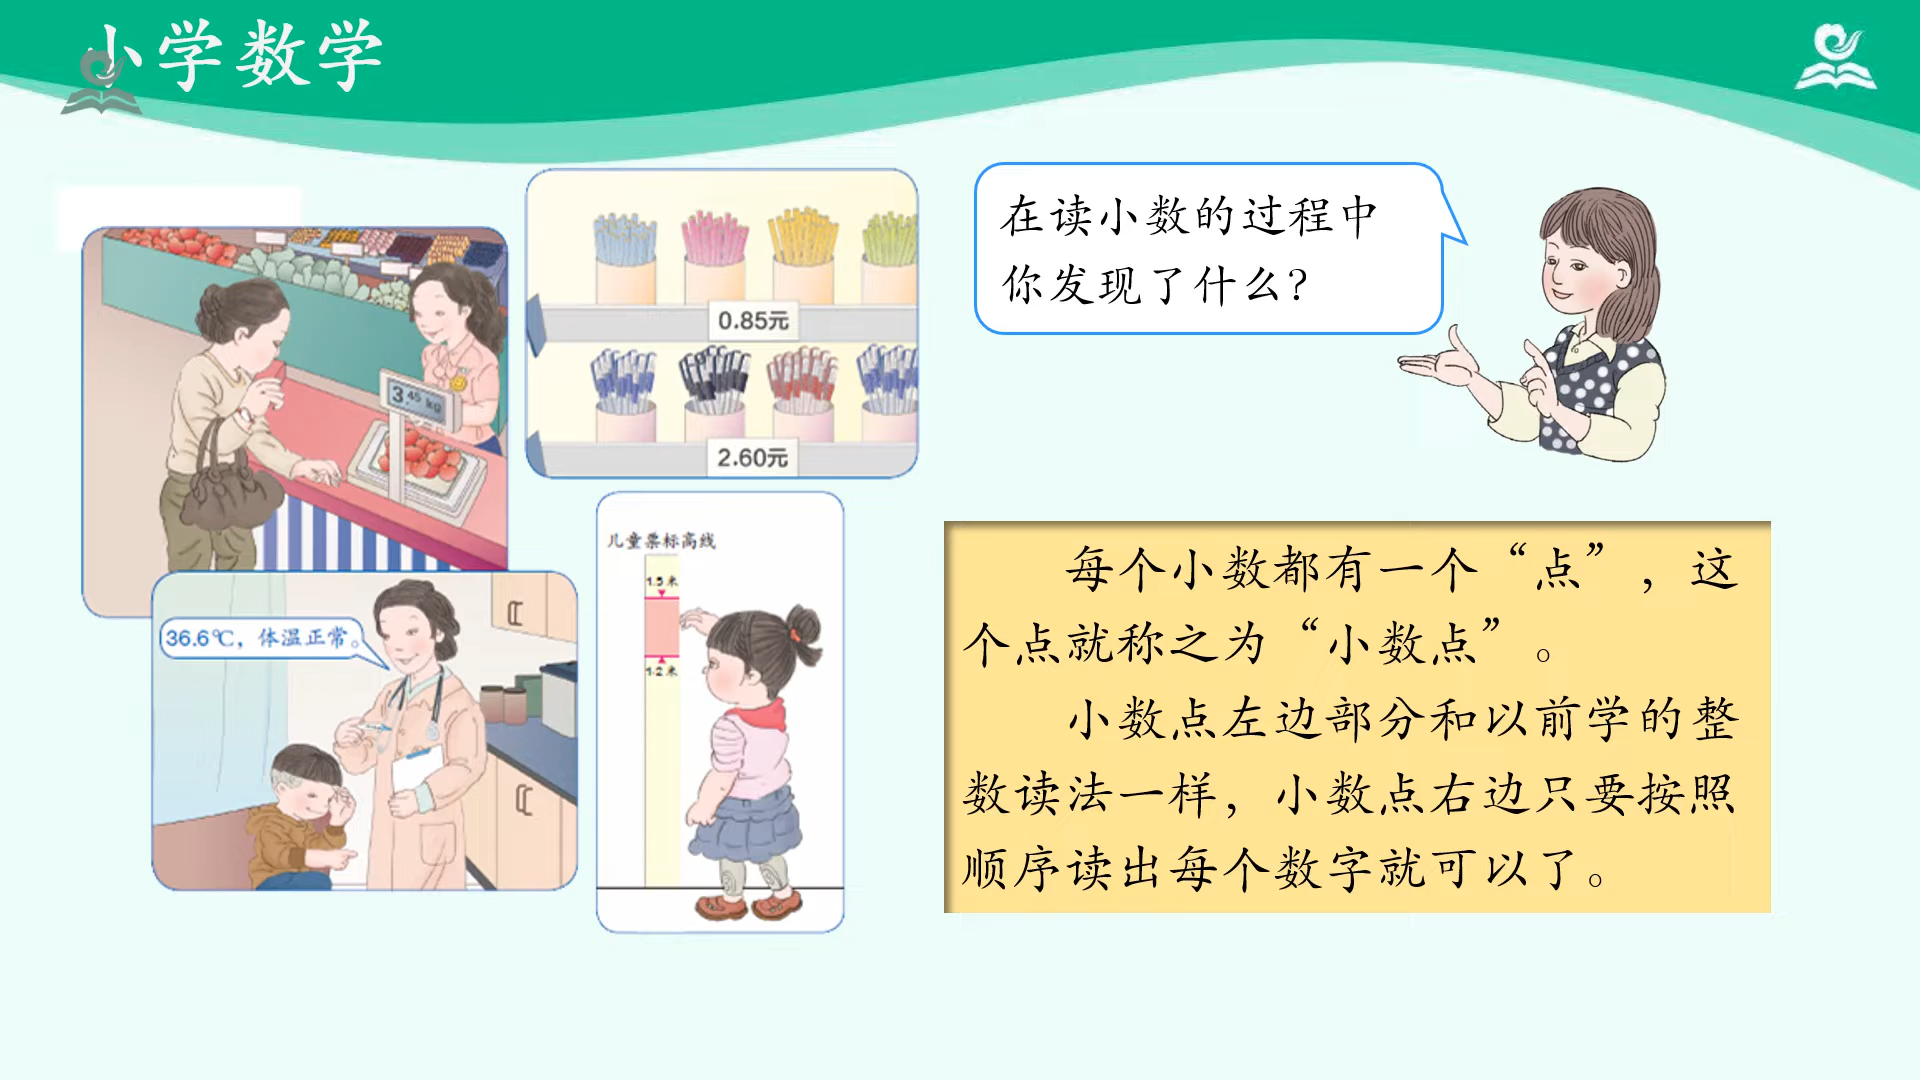 小学数学
0.85元
2.60元
3.45 kg
儿童票标高线
1.5米
1.2米
36.6℃，体温正常。
在读小数的过程中
你发现了什么？
每个小数都有一个“点”，这
个点就称之为“小数点”。
小数点左边部分和以前学的整
数读法一样，小数点右边只要按照
顺序读出每个数字就可以了。